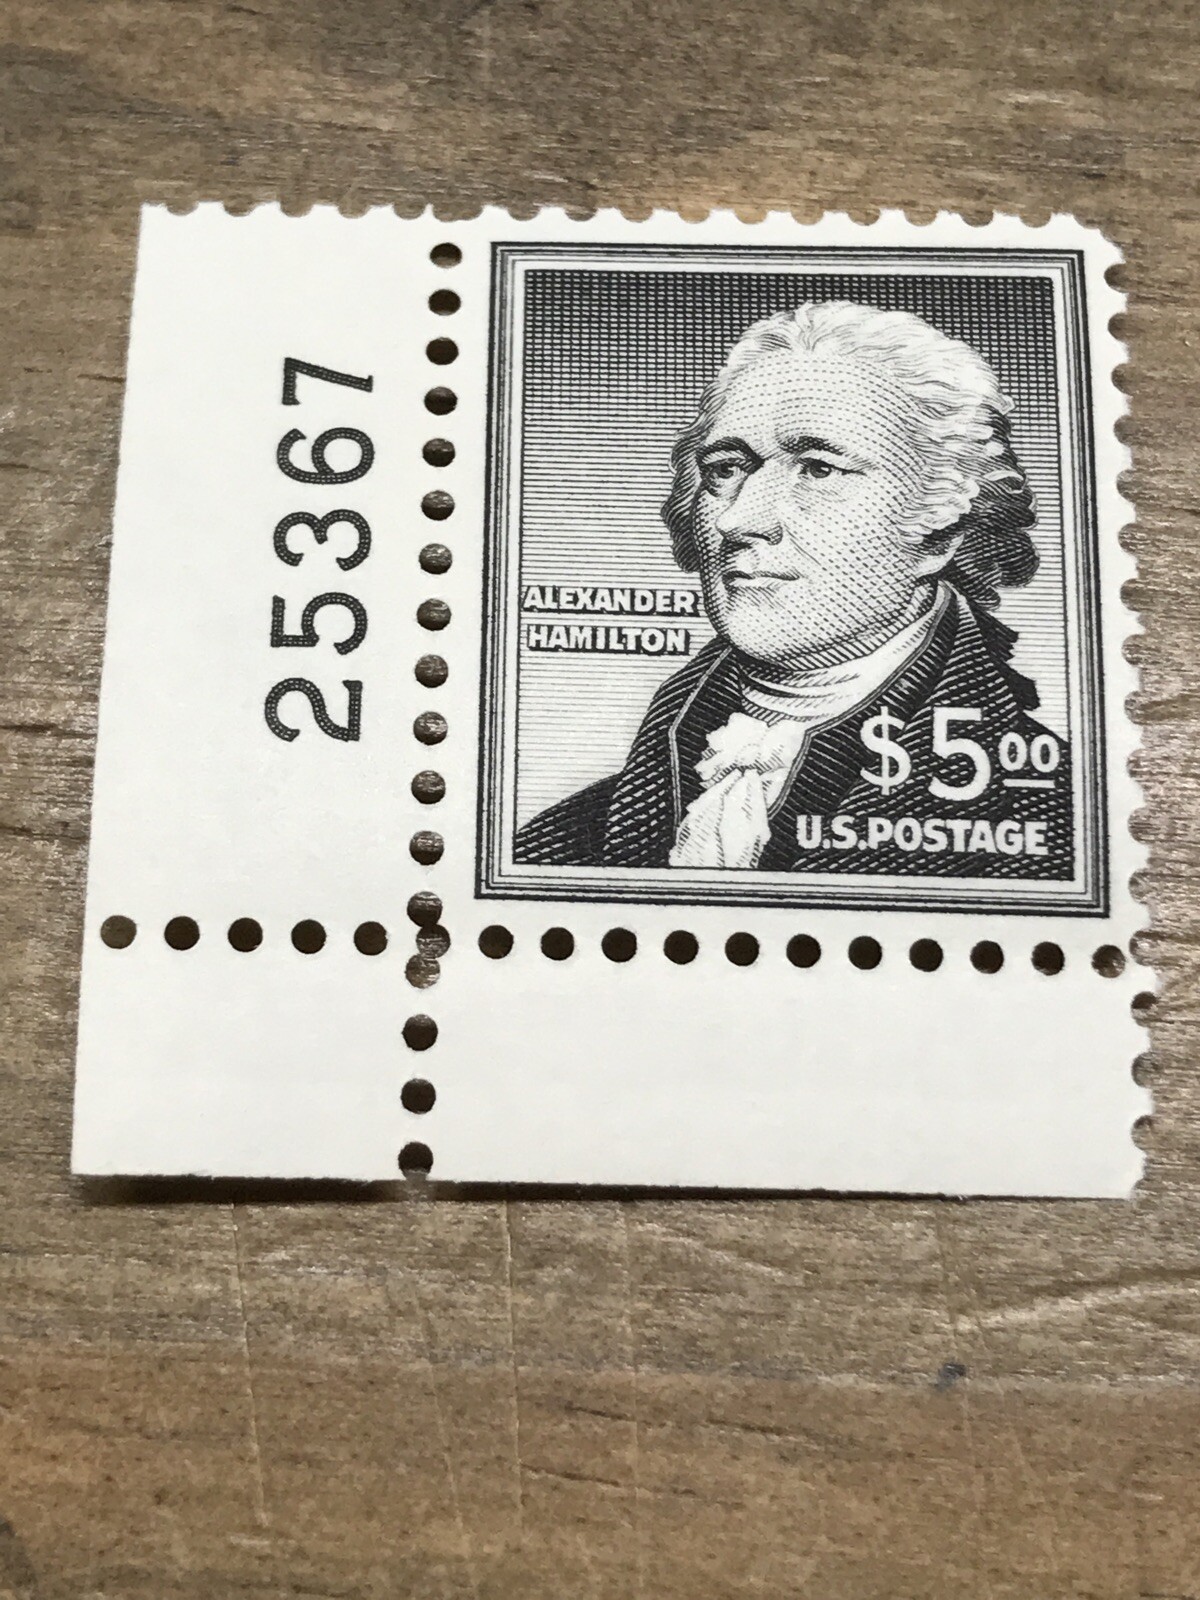 25367
ALEXANDER
HAMILTON
$5 00
U.S.POSTAGE